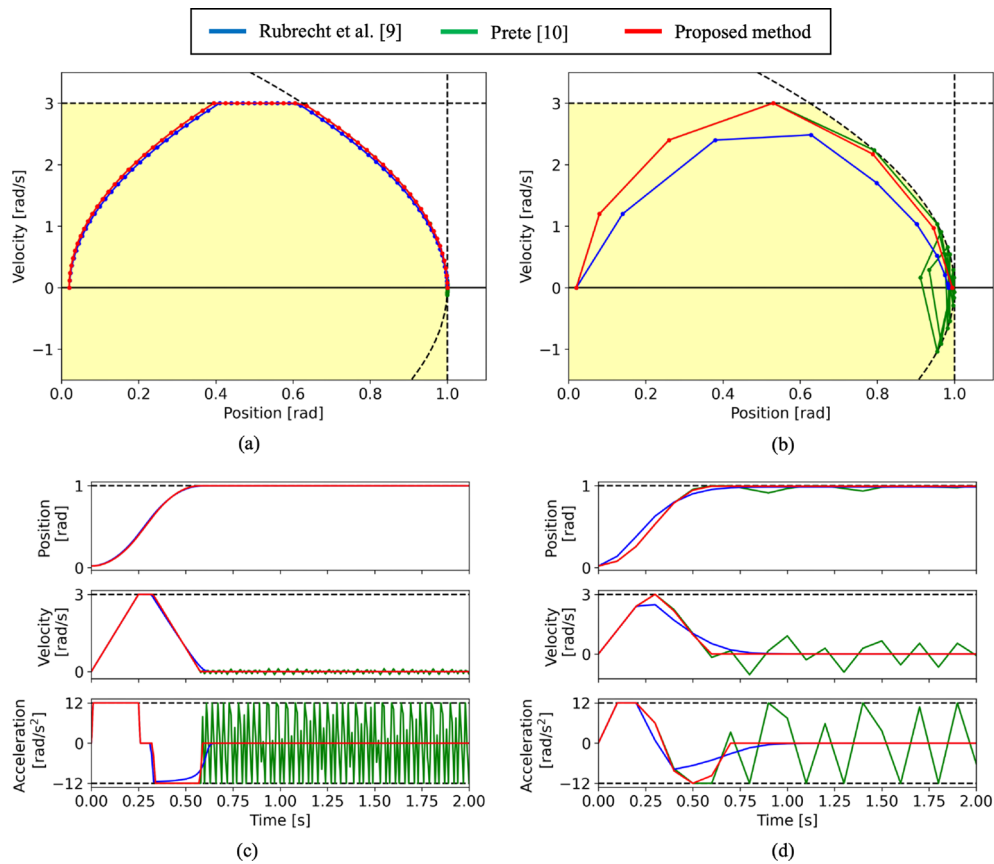 Rubrecht et al. [9] Prete [10] Proposed method
Velocity [rad/s]
3
2
1
0
−1
0.0 0.2 0.4 0.6 0.8 1.0
Position [rad]
(a)
Velocity [rad/s]
3
2
1
0
−1
0.0 0.2 0.4 0.6 0.8 1.0
Position [rad]
(b)
Position
[rad]
1
0
Velocity
[rad/s]
3
0
Acceleration
[rad/s²]
12
0
−12
0.00 0.25 0.50 0.75 1.00 1.25 1.50 1.75 2.00
Time [s]
(c)
Position
[rad]
1
0
Velocity
[rad/s]
3
0
Acceleration
[rad/s²]
12
0
−12
0.00 0.25 0.50 0.75 1.00 1.25 1.50 1.75 2.00
Time [s]
(d)